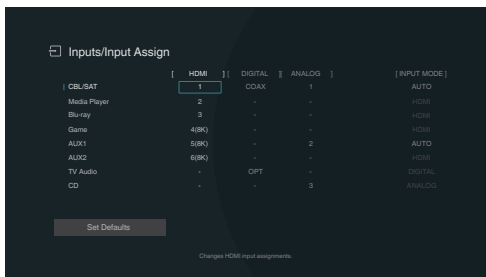 Inputs/Input Assign
[ HDMI ] [ DIGITAL ][ ANALOG ] [ INPUT MODE ]
CBL/SAT 1 COAX 1 AUTO
Media Player 2 - - HDMI
Blu-ray 3 - - HDMI
Game 4(8K) - - HDMI
AUX1 5(8K) - 2 AUTO
AUX2 6(8K) - - HDMI
TV Audio - OPT - DIGITAL
CD - - 3 ANALOG
Set Defaults
Changes HDMI input assignments.